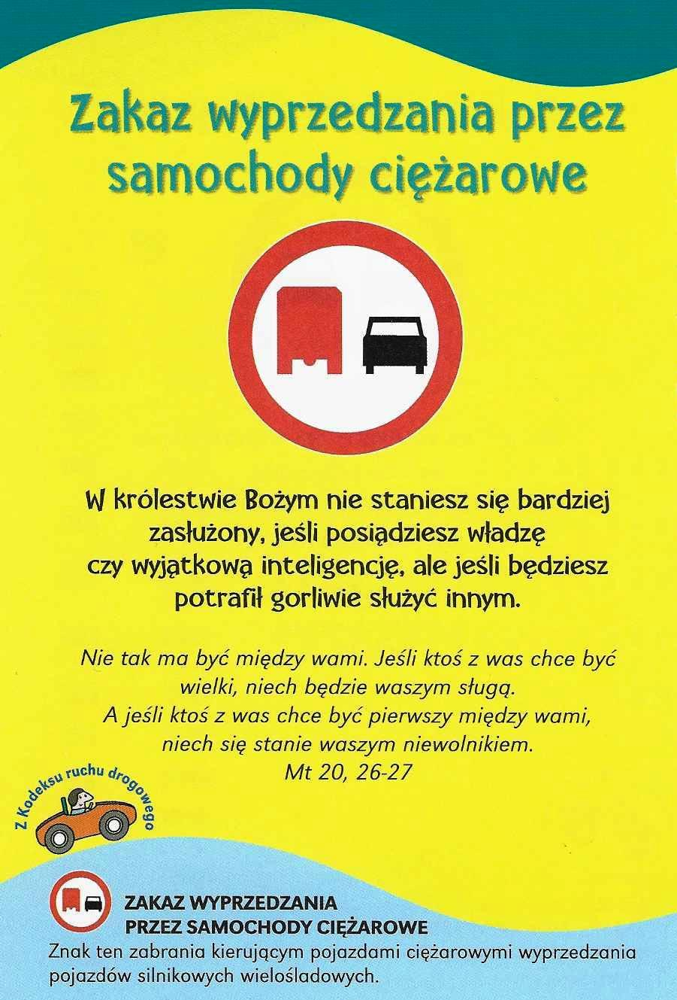 Zakaz wyprzedzania przez
samochody ciężarowe
W królestwie Bożym nie staniesz się bardziej
zasłużony, jeśli posiądziesz władzę
czy wyjątkową inteligencję, ale jeśli będziesz
potrafił gorliwie służyć innym.
Nie tak ma być między wami. Jeśli ktoś z was chce być
wielki, niech będzie waszym sługą.
A jeśli ktoś z was chce być pierwszy między wami,
niech się stanie waszym niewolnikiem.
Mt 20, 26-27
Z Kodeksu ruchu drogowego
ZAKAZ WYPRZEDZANIA
PRZEZ SAMOCHODY CIĘŻAROWE
Znak ten zabrania kierującym pojazdami ciężarowymi wyprzedzania
pojazdów silnikowych wielośladowych.